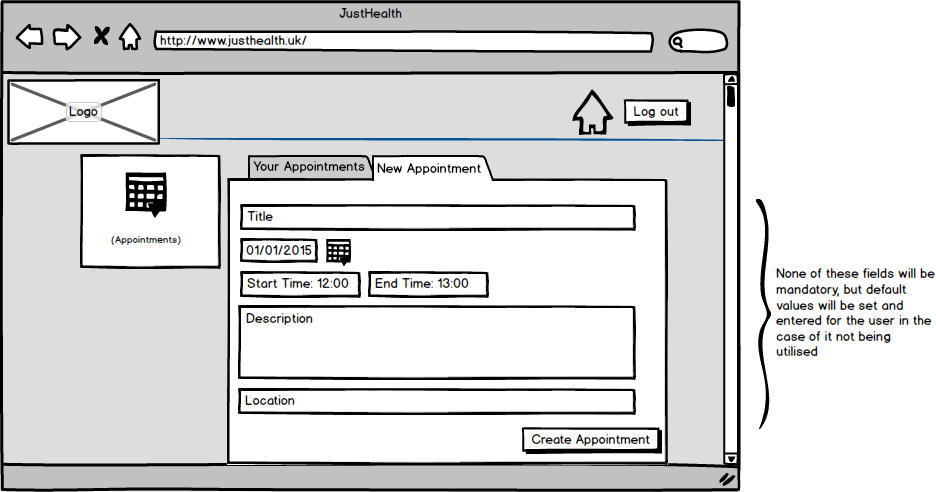 JustHealth
http://www.justhealth.uk/
Logo
Log out
Your Appointments
New Appointment
(Appointments)
Title
01/01/2015
Start Time: 12:00
End Time: 13:00
Description
Location
Create Appointment
None of these fields will be
mandatory, but default
values will be set and
entered for the user in the
case of it not being
utilised